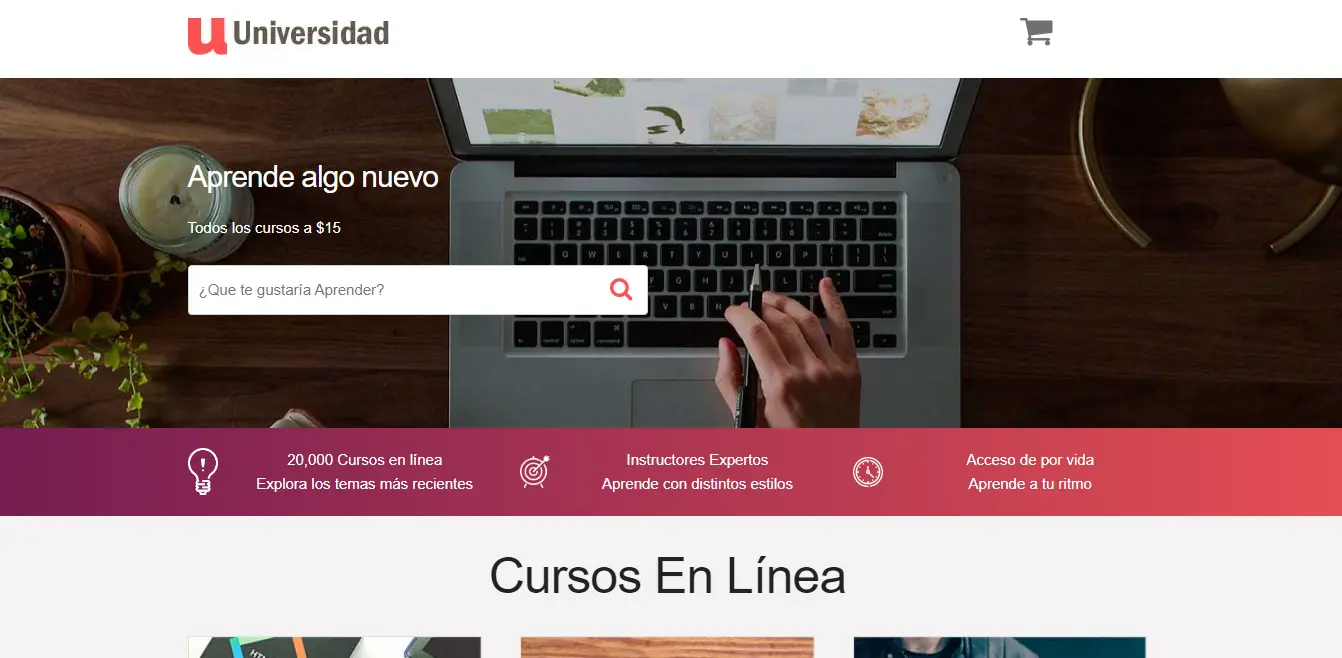 Universidad
Aprende algo nuevo
Todos los cursos a $15
¿Que te gustaría Aprender?
20,000 Cursos en línea
Explora los temas más recientes
Instructores Expertos
Aprende con distintos estilos
Acceso de por vida
Aprende a tu ritmo
Cursos En Línea